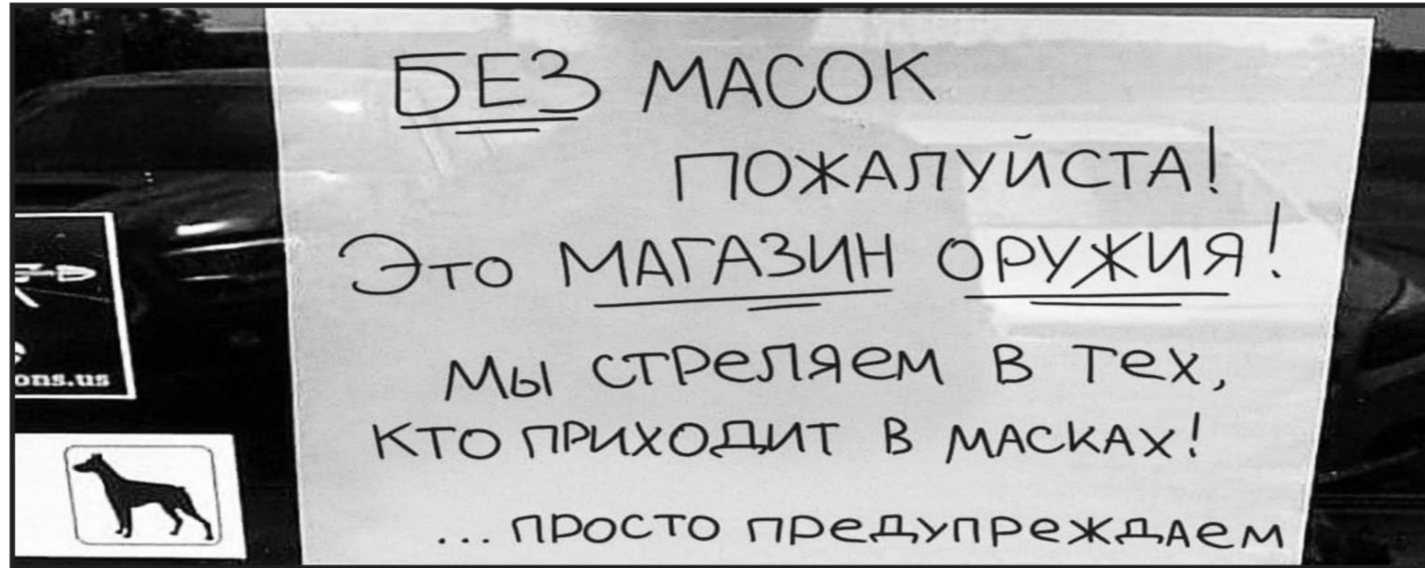 БЕЗ МАСОК
ПОЖАЛУЙСТА!
Это МАГАЗИН ОРУЖИЯ!
Мы стреляем в тех,
кто приходит в масках!
...просто предупреждаем
ons.us